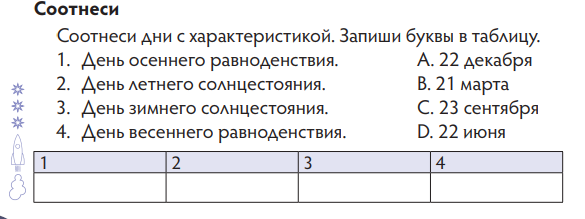 Соотнеси
Соотнеси дни с характеристикой. Запиши буквы в таблицу.
1. День осеннего равноденствия. A. 22 декабря
2. День летнего солнцестояния. B. 21 марта
3. День зимнего солнцестояния. C. 23 сентября
4. День весеннего равноденствия. D. 22 июня
1 2 3 4